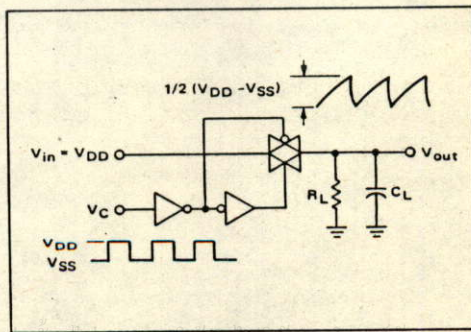 1/2 (VDD -VSS)
Vin = VDD
Vout
VC
RL
CL
VDD
VSS